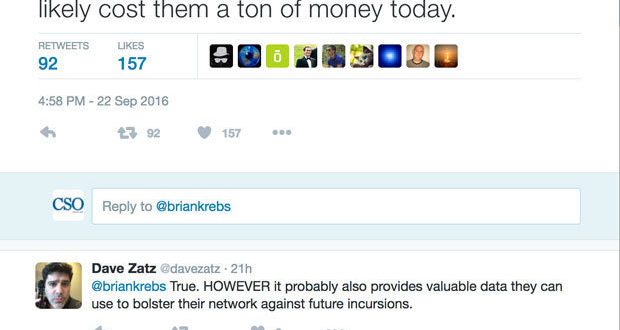 likely cost them a ton of money today.
RETWEETS LIKES
92 157
4:58 PM - 22 Sep 2016
92 157
CSO Reply to @briankrebs
Dave Zatz @davezatz · 21h
@briankrebs True. HOWEVER it probably also provides valuable data they can
use to bolster their network against future incursions.